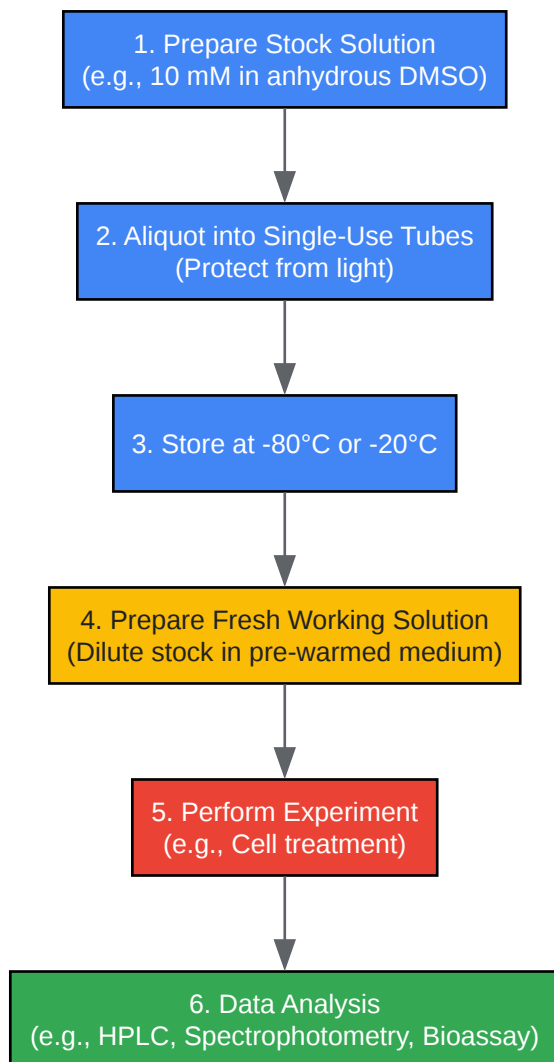 1. Prepare Stock Solution
(e.g., 10 mM in anhydrous DMSO)
2. Aliquot into Single-Use Tubes
(Protect from light)
3. Store at -80°C or -20°C
4. Prepare Fresh Working Solution
(Dilute stock in pre-warmed medium)
5. Perform Experiment
(e.g., Cell treatment)
6. Data Analysis
(e.g., HPLC, Spectrophotometry, Bioassay)